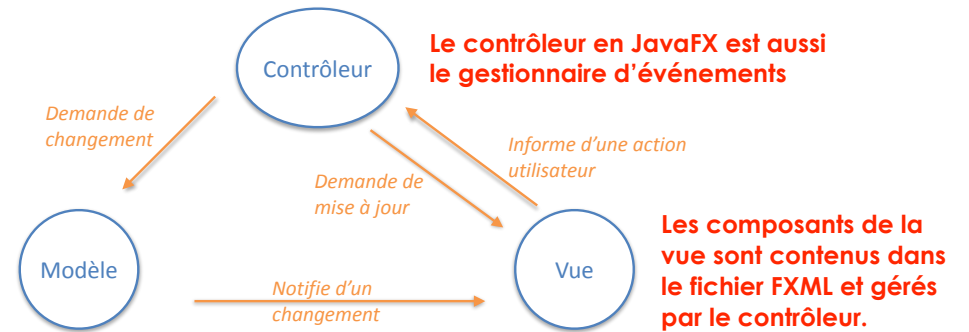 Contrôleur
Le contrôleur en JavaFX est aussi
le gestionnaire d’événements
Demande de
changement
Informe d’une action
utilisateur
Demande de
mise à jour
Modèle
Vue
Les composants de la
vue sont contenus dans
le fichier FXML et gérés
par le contrôleur.
Notifie d’un
changement